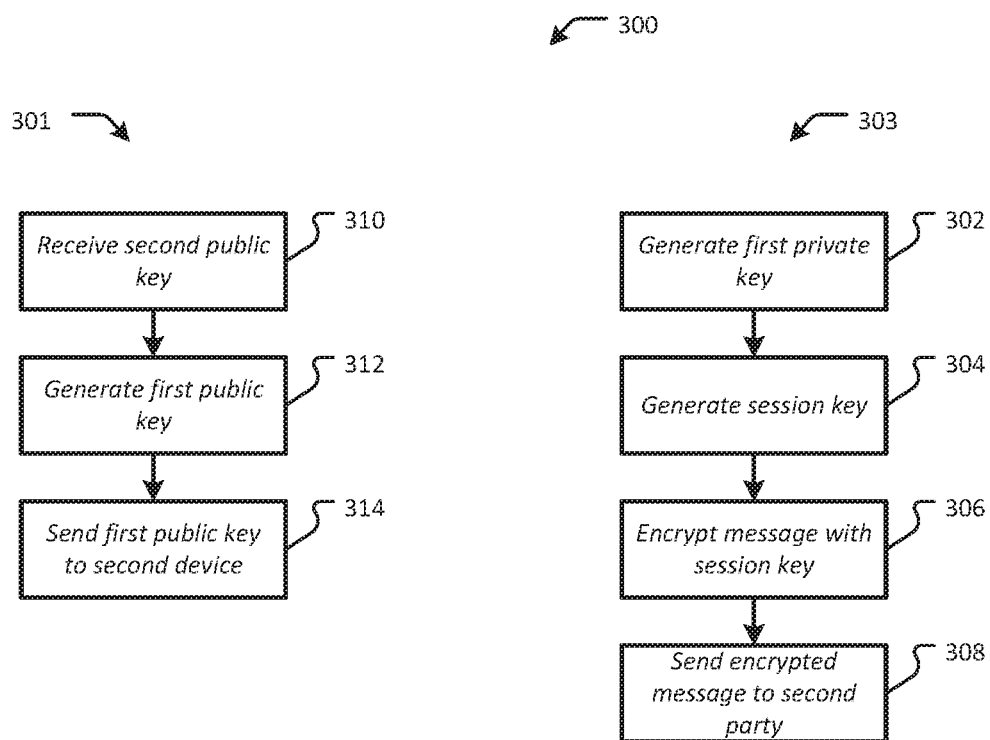 300
301
303
Receive second public
key
310
Generate first public
key
312
Send first public key
to second device
314
Generate first private
key
302
Generate session key
304
Encrypt message with
session key
306
Send encrypted
message to second
party
308